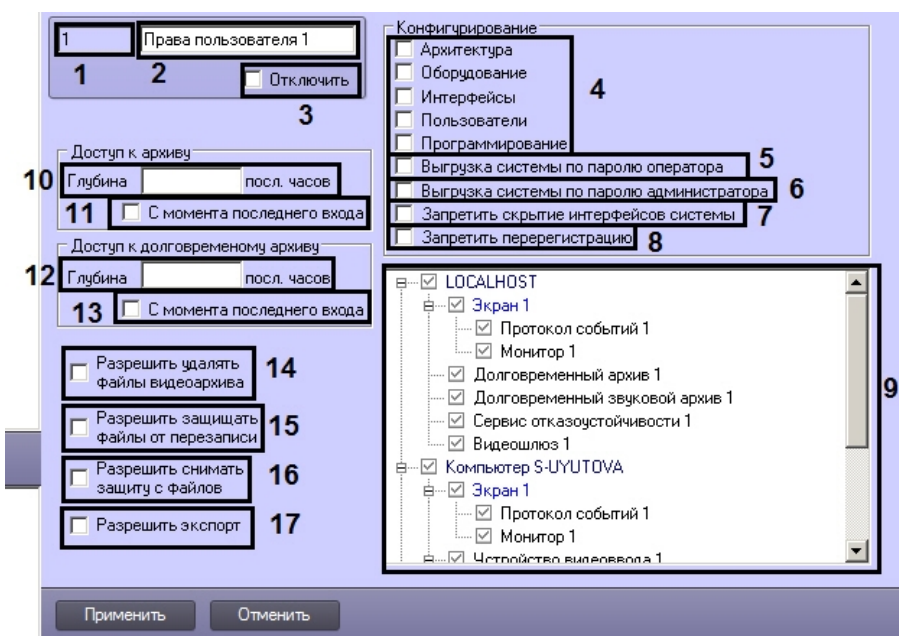 1 Права пользователя 1
1 2
Отключить
3
Доступ к архиву
10 Глубина посл. часов
11 С момента последнего входа
Доступ к долговременому архиву
12 Глубина посл. часов
13 С момента последнего входа
14 Разрешить удалять
файлы видеоархива
15 Разрешить защищать
файлы от перезаписи
16 Разрешить снимать
защиту с файлов
17 Разрешить экспорт
Конфигурирование
Архитектура
Оборудование
Интерфейсы
4
Пользователи
Программирование
Выгрузка системы по паролю оператора 5
Выгрузка системы по паролю администратора 6
Запретить скрытие интерфейсов системы 7
Запретить перерегистрацию 8
LOCALHOST
Экран 1
Протокол событий 1
Монитор 1
Долговременный архив 1
9
Долговременный звуковой архив 1
Сервис отказоустойчивости 1
Видеошлюз 1
Компьютер S-UYUTOVA
Экран 1
Протокол событий 1
Монитор 1
Устройство видеоввода 1
Применить Отменить